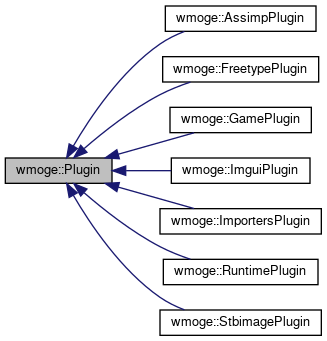 wmoge::AssimpPlugin
wmoge::FreetypePlugin
wmoge::GamePlugin
wmoge::Plugin
wmoge::ImguiPlugin
wmoge::ImportersPlugin
wmoge::RuntimePlugin
wmoge::StbimagePlugin